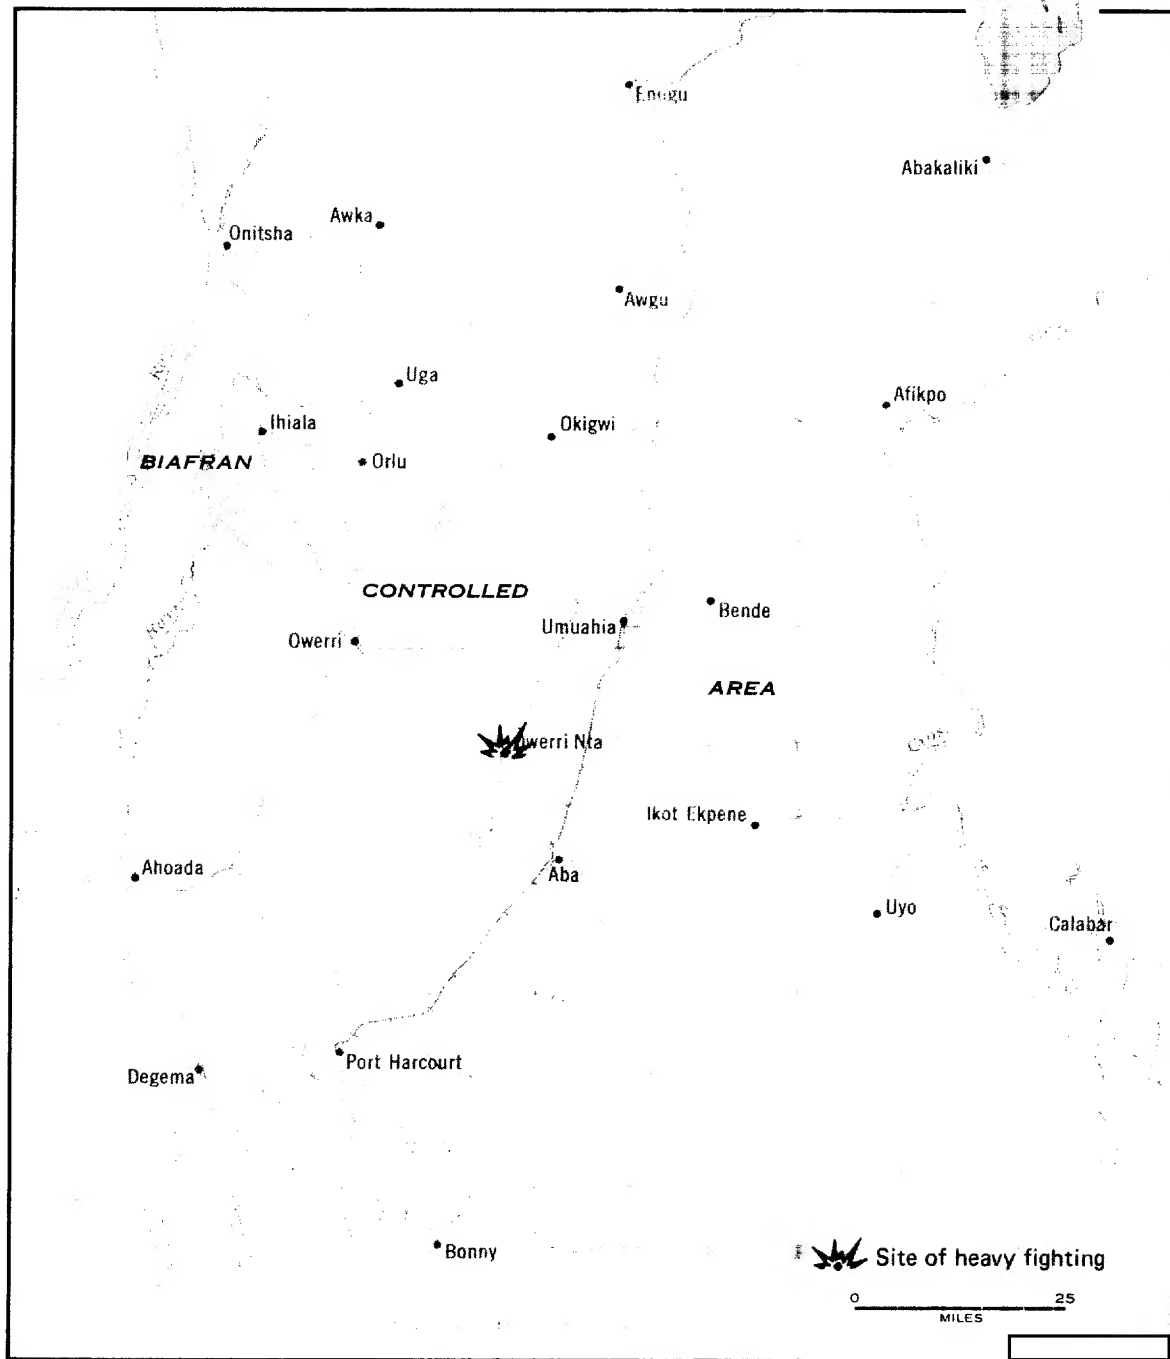 Enugu
Abakaliki
Awka
Onitsha
Awgu
Uga
Afikpo
Ihiala
Okigwi
BIAFRAN
Orlu
CONTROLLED
Bende
Umuahia
Owerri
AREA
werri Nta
Ikot Ekpene
Ahoada
Aba
Uyo
Calabar
Port Harcourt
Degema
Bonny
Site of heavy fighting
0 25
MILES